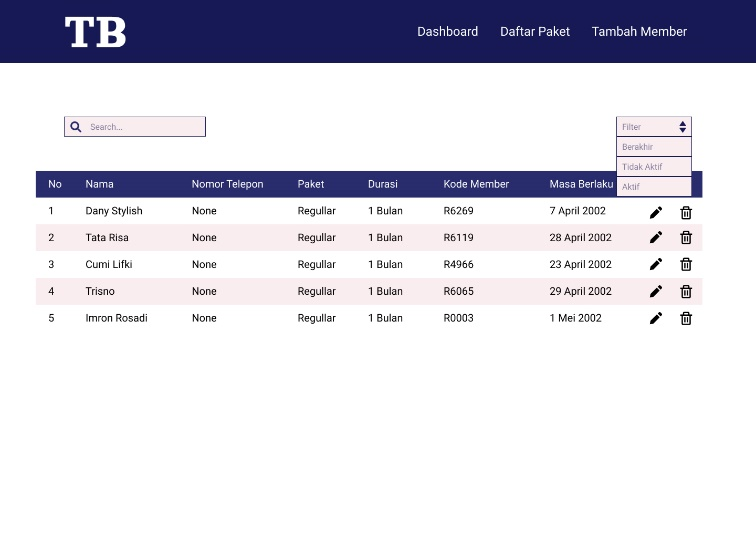 TB
Dashboard Daftar Paket Tambah Member
Search... Filter
Berakhir
Tidak Aktif
Aktif
No Nama Nomor Telepon Paket Durasi Kode Member Masa Berlaku
1 Dany Stylish None Regullar 1 Bulan R6269 7 April 2002
2 Tata Risa None Regullar 1 Bulan R6119 28 April 2002
3 Cumi Lifki None Regullar 1 Bulan R4966 23 April 2002
4 Trisno None Regullar 1 Bulan R6065 29 April 2002
5 Imron Rosadi None Regullar 1 Bulan R0003 1 Mei 2002